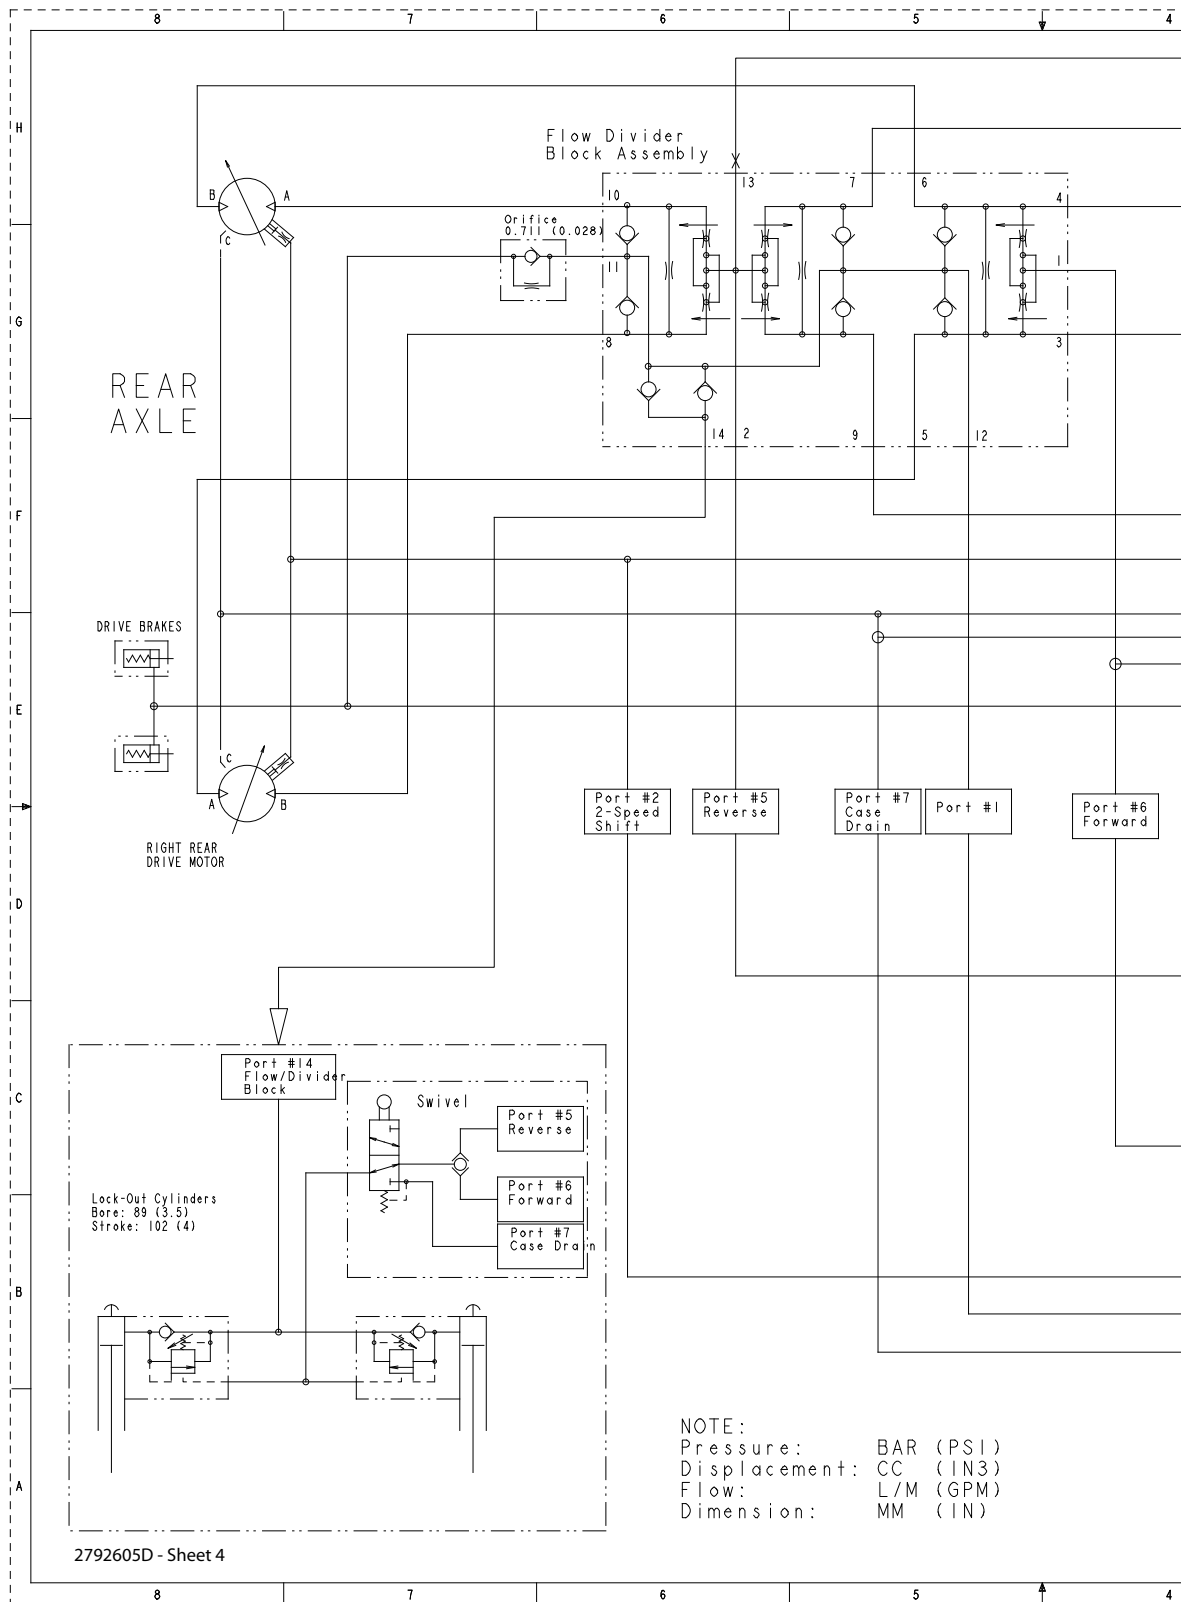 8 7 6 5 4
H
Flow Divider
Block Assembly
13 7 6
B A 10 4
Orifice
0.711 (0.028)
C
11 1
G
8 3
REAR
AXLE
14 2 9 5 12
F
DRIVE BRAKES
E
C
A B
Port #2
2-Speed
Shift
Port #5
Reverse
Port #7
Case
Drain
Port #1
Port #6
Forward
RIGHT REAR
DRIVE MOTOR
D
Port #14
Flow/Divider
Block
C
Swivel
Port #5
Reverse
Port #6
Forward
Port #7
Case Drain
Lock-Out Cylinders
Bore: 89 (3.5)
Stroke: 102 (4)
B
NOTE:
Pressure: BAR (PSI)
Displacement: CC (IN3)
Flow: L/M (GPM)
Dimension: MM (IN)
A
2792605D - Sheet 4
8 7 6 5 4